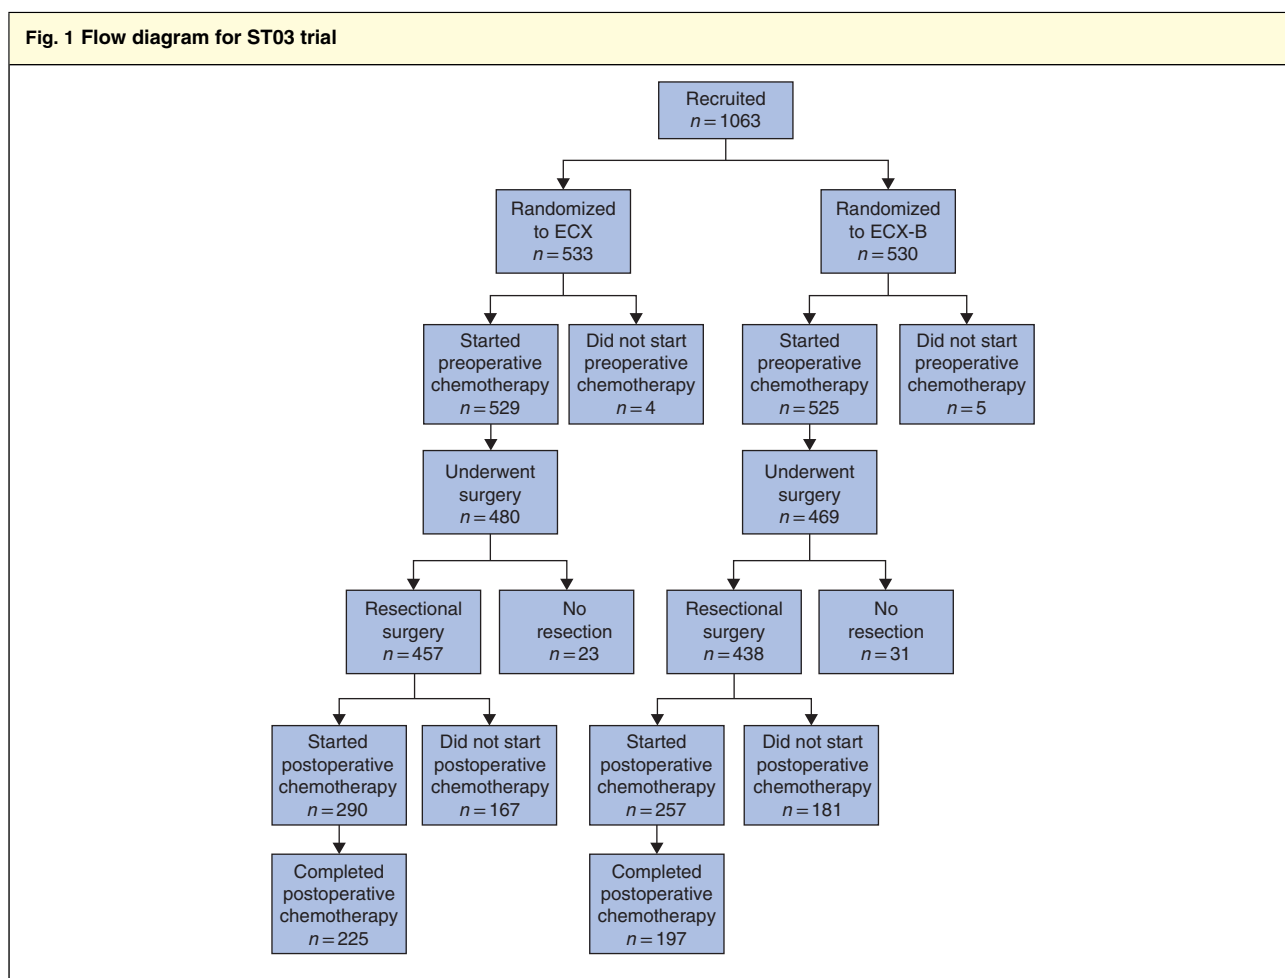 Fig. 1 Flow diagram for ST03 trial
Recruited
n = 1063
Randomized
to ECX
n = 533
Randomized
to ECX-B
n = 530
Started
preoperative
chemotherapy
n = 529
Did not start
preoperative
chemotherapy
n = 4
Started
preoperative
chemotherapy
n = 525
Did not start
preoperative
chemotherapy
n = 5
Underwent
surgery
n = 480
Underwent
surgery
n = 469
Resectional
surgery
n = 457
No
resection
n = 23
Resectional
surgery
n = 438
No
resection
n = 31
Started
postoperative
chemotherapy
n = 290
Did not start
postoperative
chemotherapy
n = 167
Started
postoperative
chemotherapy
n = 257
Did not start
postoperative
chemotherapy
n = 181
Completed
postoperative
chemotherapy
n = 225
Completed
postoperative
chemotherapy
n = 197